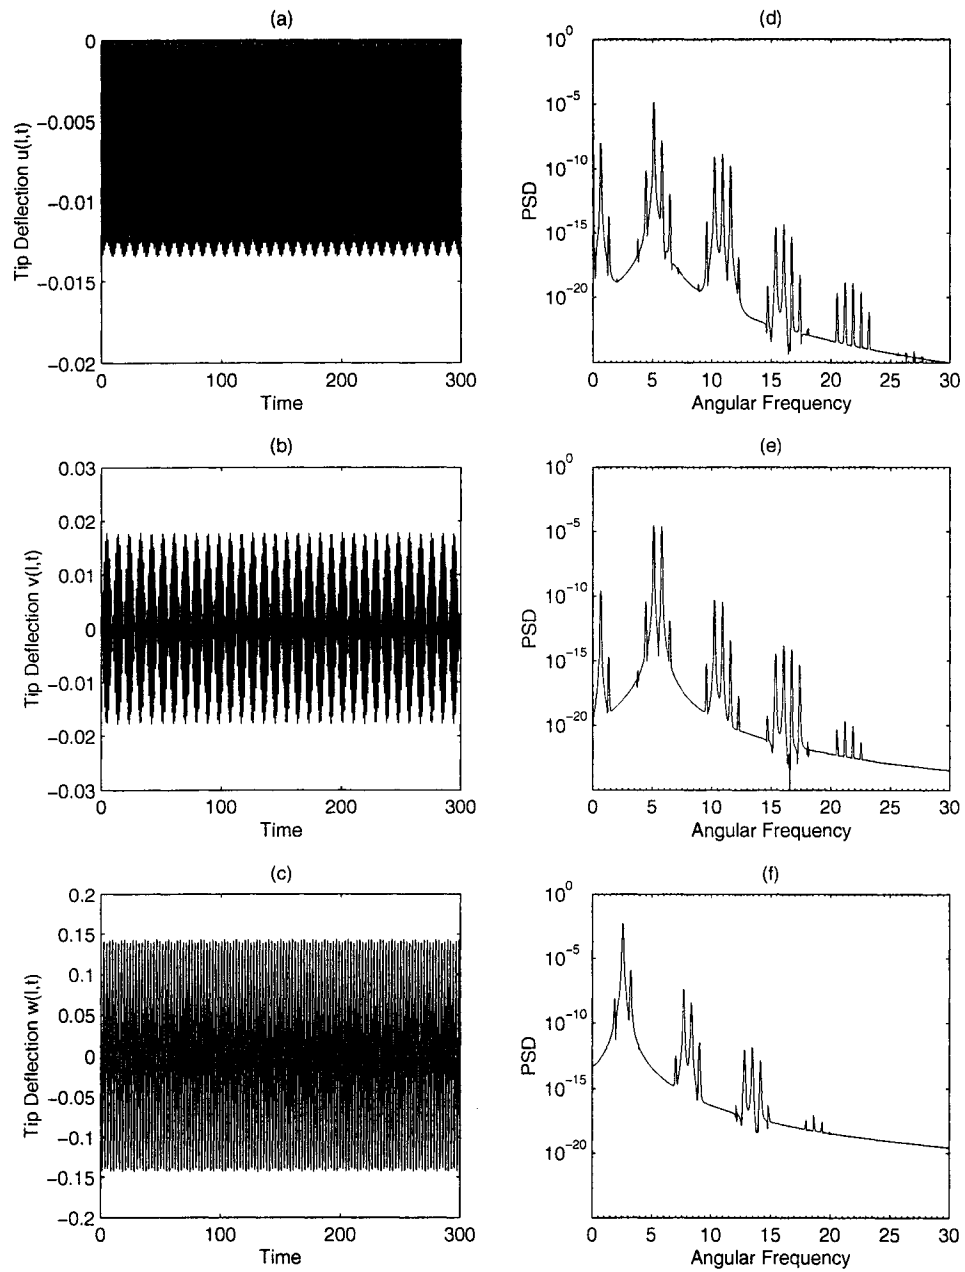 (a)
0
−0.005
−0.01
−0.015
−0.02
Tip Deflection u(l,t)
0 100 200 300
Time
(d)
10^0
10^-5
10^-10
10^-15
10^-20
PSD
0 5 10 15 20 25 30
Angular Frequency
(b)
0.03
0.02
0.01
0
−0.01
−0.02
−0.03
Tip Deflection v(l,t)
0 100 200 300
Time
(e)
10^0
10^-5
10^-10
10^-15
10^-20
PSD
0 5 10 15 20 25 30
Angular Frequency
(c)
0.2
0.15
0.1
0.05
0
−0.05
−0.1
−0.15
−0.2
Tip Deflection w(l,t)
0 100 200 300
Time
(f)
10^0
10^-5
10^-10
10^-15
10^-20
PSD
0 5 10 15 20 25 30
Angular Frequency